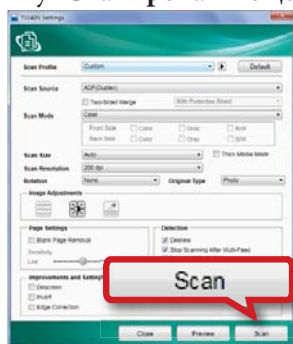 TWAIN Settings
Scan Profile Custom Default
Scan Source ADF(Duplex)
Two-Sided Merge With Protective Sheet
Scan Mode Color
Front Side Color Gray B/W
Back Side Color Gray B/W
Scan Size Auto Thick Media Mode
Scan Resolution 200 dpi
Rotation None Original Type Photo
Image Adjustments
Page Settings Detection
Blank Page Removal Deskew
Sensitivity: Stop Scanning After Multi-Feed
Low
Improvements and
Descreen
Invert
Edge Correction
Scan
Close Preview Scan